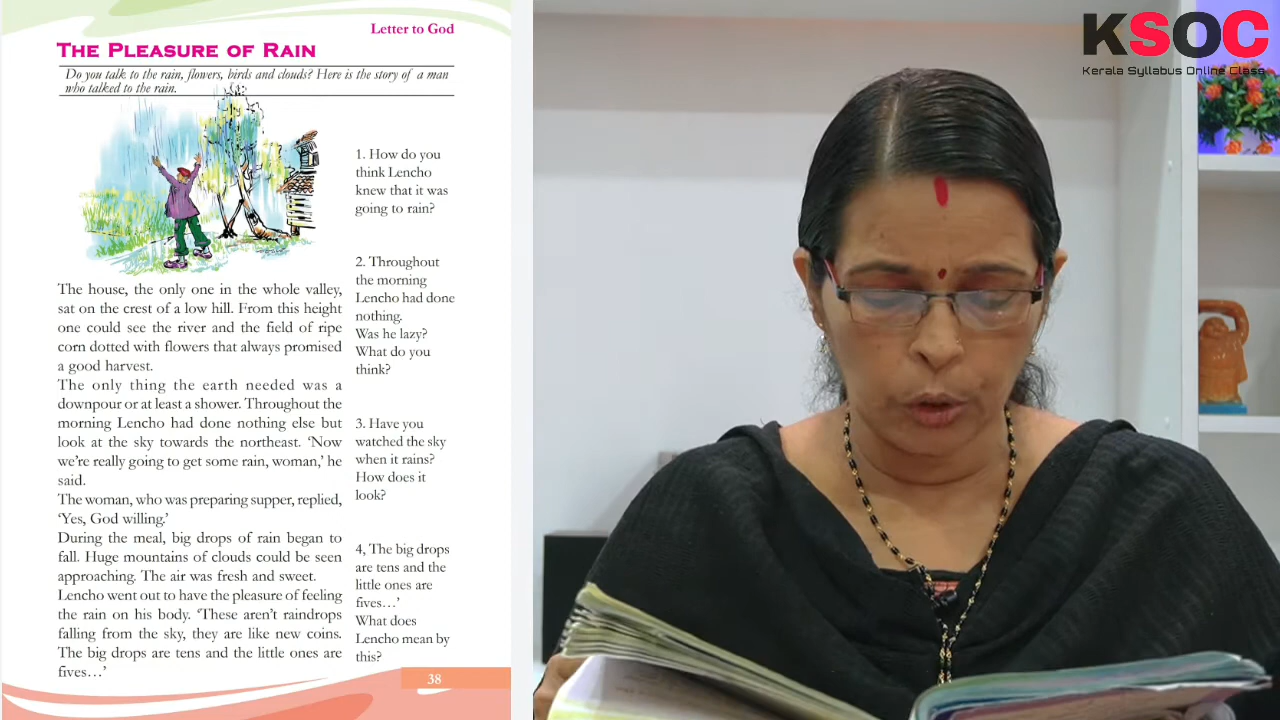 Letter to God
THE PLEASURE OF RAIN
Do you talk to the rain, flowers, birds and clouds? Here is the story of a man
who talked to the rain.
The house, the only one in the whole valley,
sat on the crest of a low hill. From this height
one could see the river and the field of ripe
corn dotted with flowers that always promised
a good harvest.
The only thing the earth needed was a
downpour or at least a shower. Throughout the
morning Lencho had done nothing else but
look at the sky towards the northeast. ‘Now
we’re really going to get some rain, woman,’ he
said.
The woman, who was preparing supper, replied,
‘Yes, God willing.’
During the meal, big drops of rain began to
fall. Huge mountains of clouds could be seen
approaching. The air was fresh and sweet.
Lencho went out to have the pleasure of feeling
the rain on his body. ‘These aren’t raindrops
falling from the sky, they are like new coins.
The big drops are tens and the little ones are
fives…’
1. How do you
think Lencho
knew that it was
going to rain?
2. Throughout
the morning
Lencho had done
nothing.
Was he lazy?
What do you
think?
3. Have you
watched the sky
when it rains?
How does it
look?
4, The big drops
are tens and the
little ones are
fives…’
What does
Lencho mean by
this?
38
KSOC
Kerala Syllabus Online Class